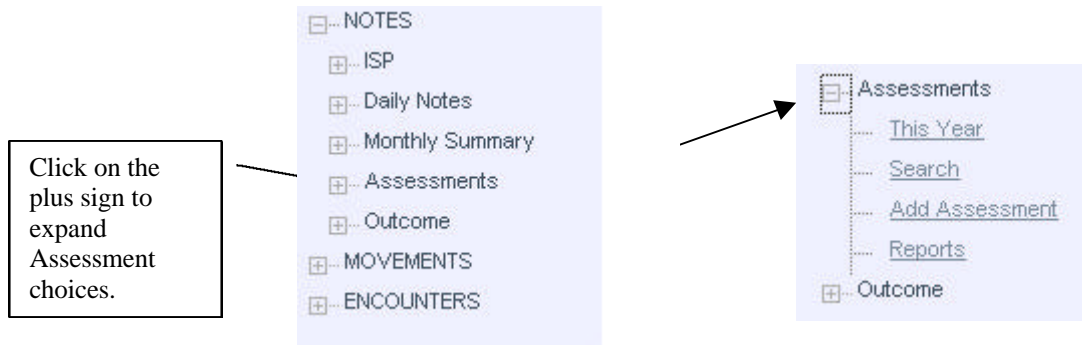 Click on the
plus sign to
expand
Assessment
choices.
NOTES
ISP
Daily Notes
Monthly Summary
Assessments
Outcome
MOVEMENTS
ENCOUNTERS
Assessments
This Year
Search
Add Assessment
Reports
Outcome